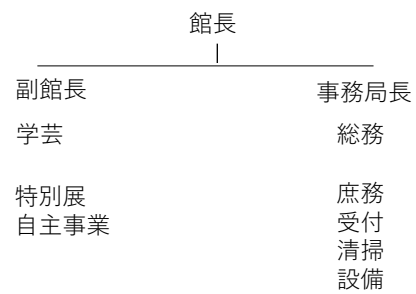 館長
副館長
事務局長
学芸
総務
特別展
自主事業
庶務
受付
清掃
設備